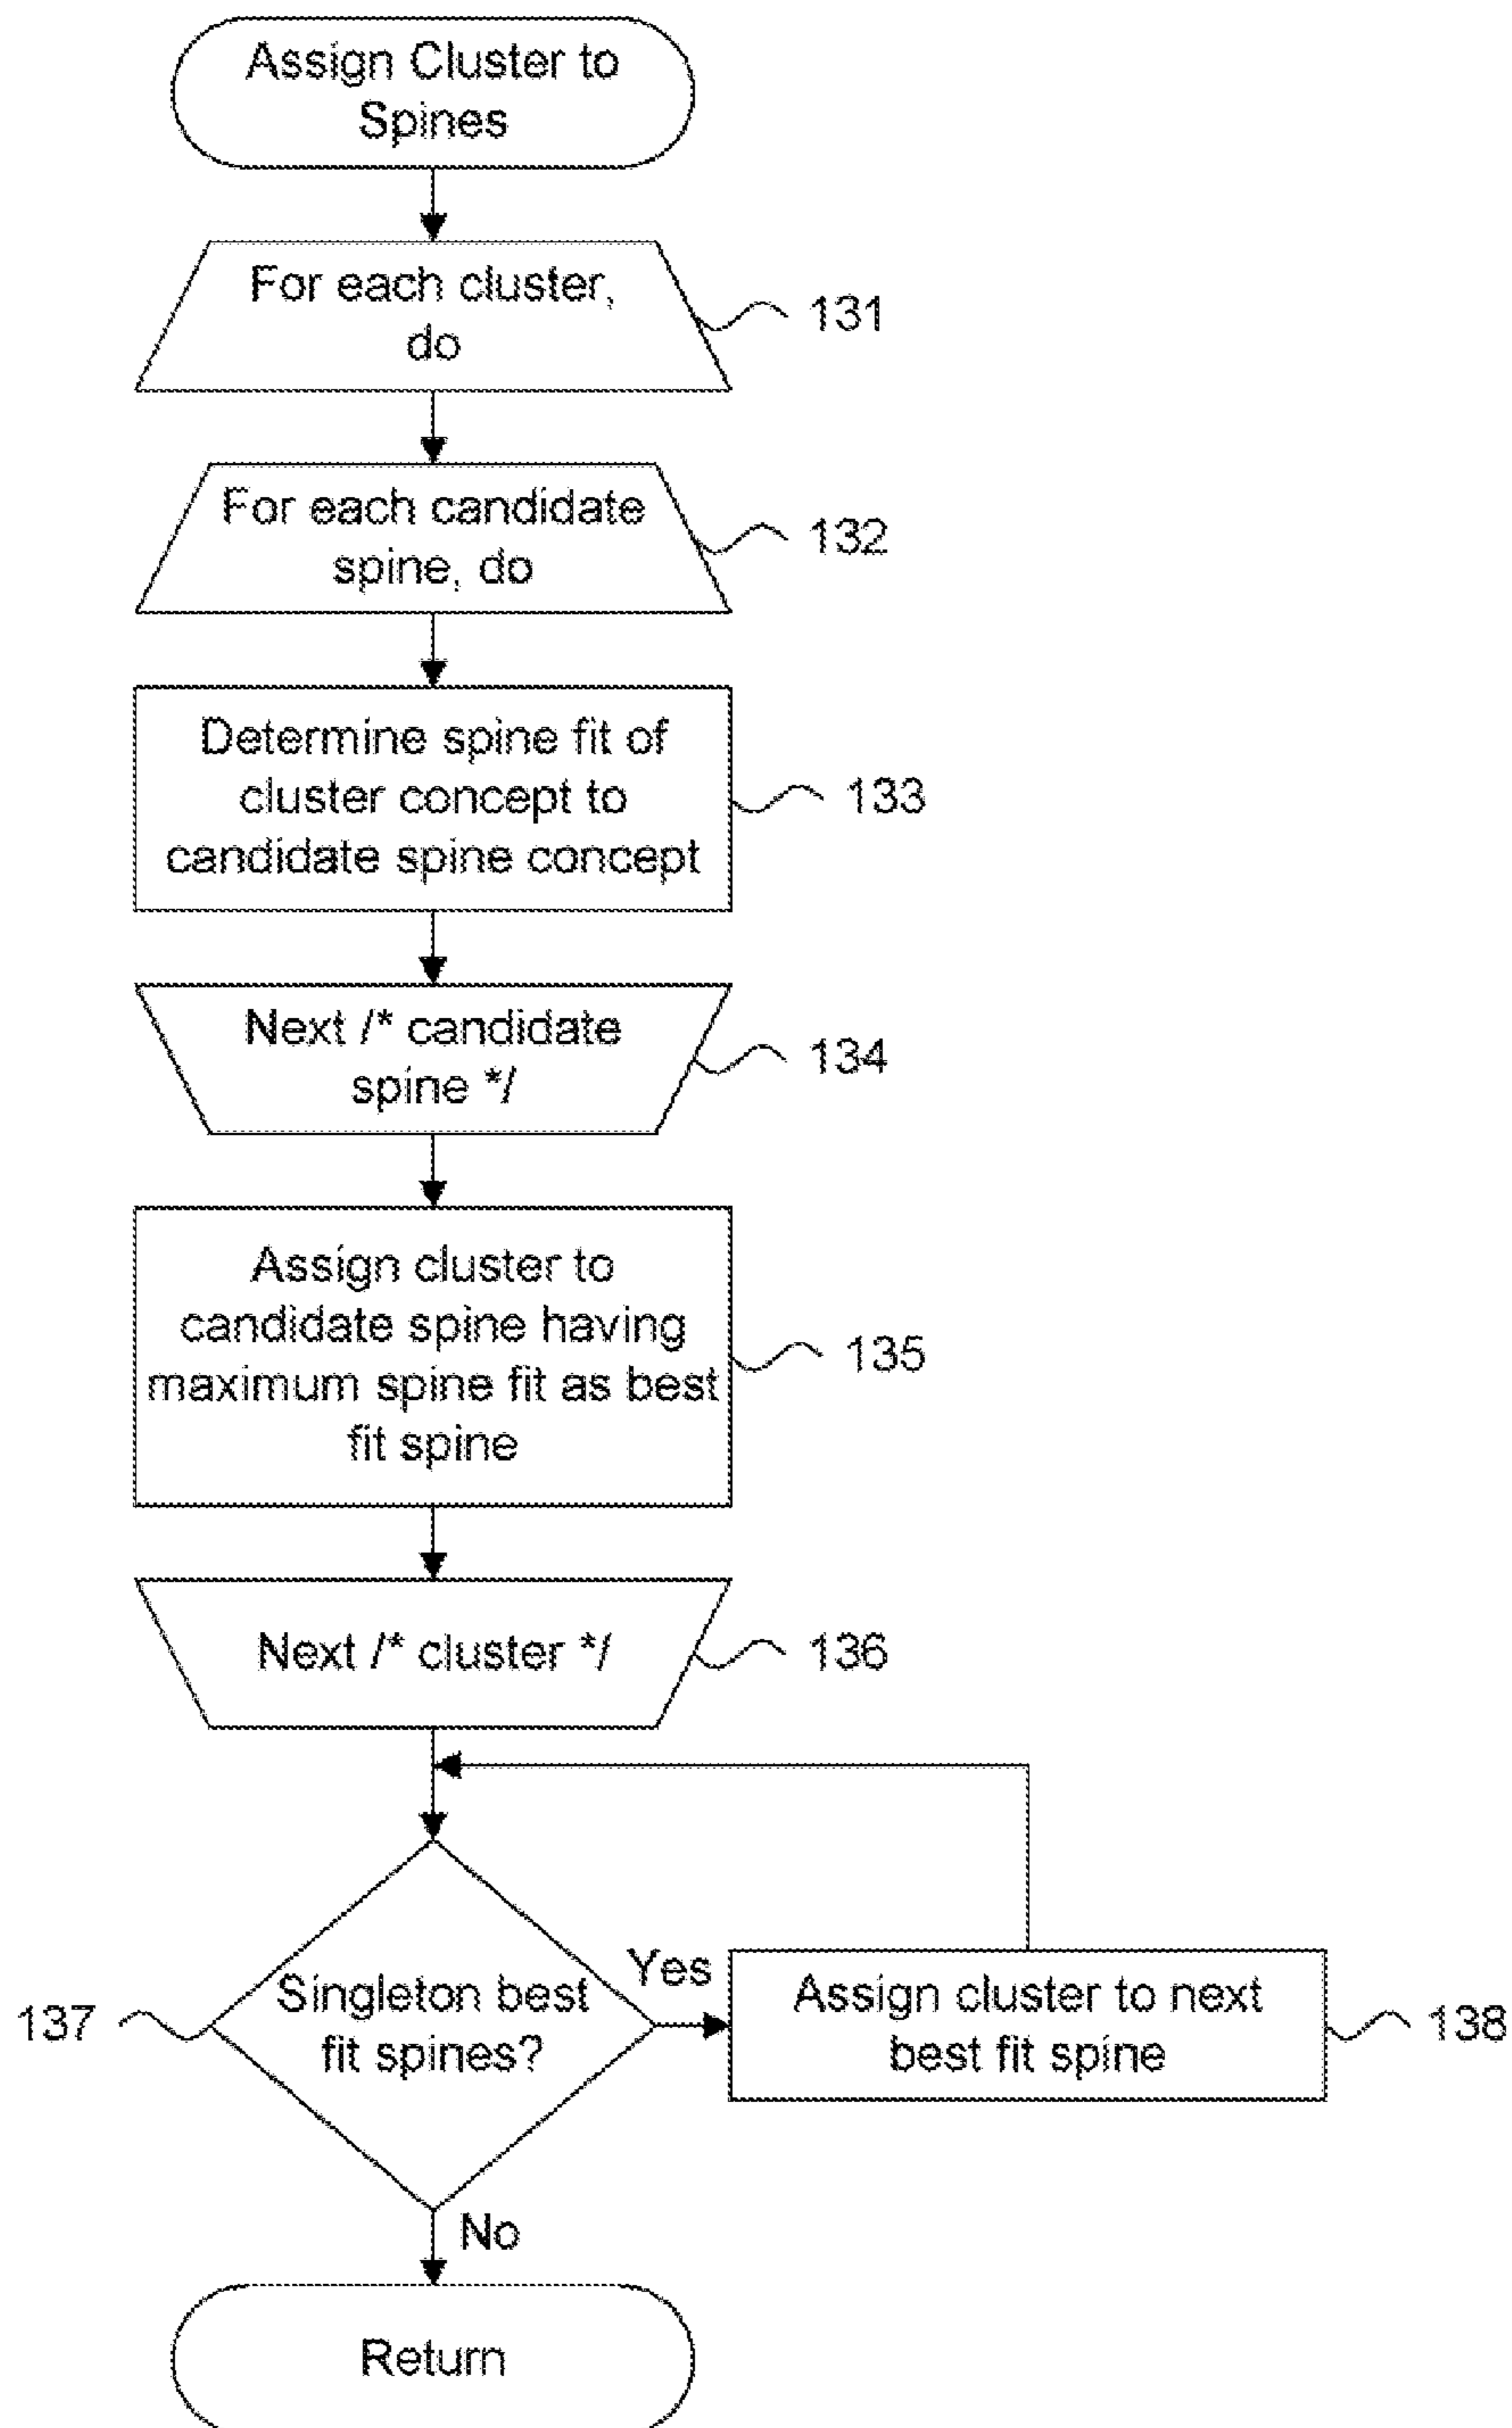 Assign Cluster to
Spines
For each cluster,
do
131
For each candidate
spine, do
132
Determine spine fit of
cluster concept to
candidate spine concept
133
Next /* candidate
spine */
134
Assign cluster to
candidate spine having
maximum spine fit as best
fit spine
135
Next /* cluster */
136
Singleton best
fit spines?
137
Yes
Assign cluster to next
best fit spine
138
No
Return